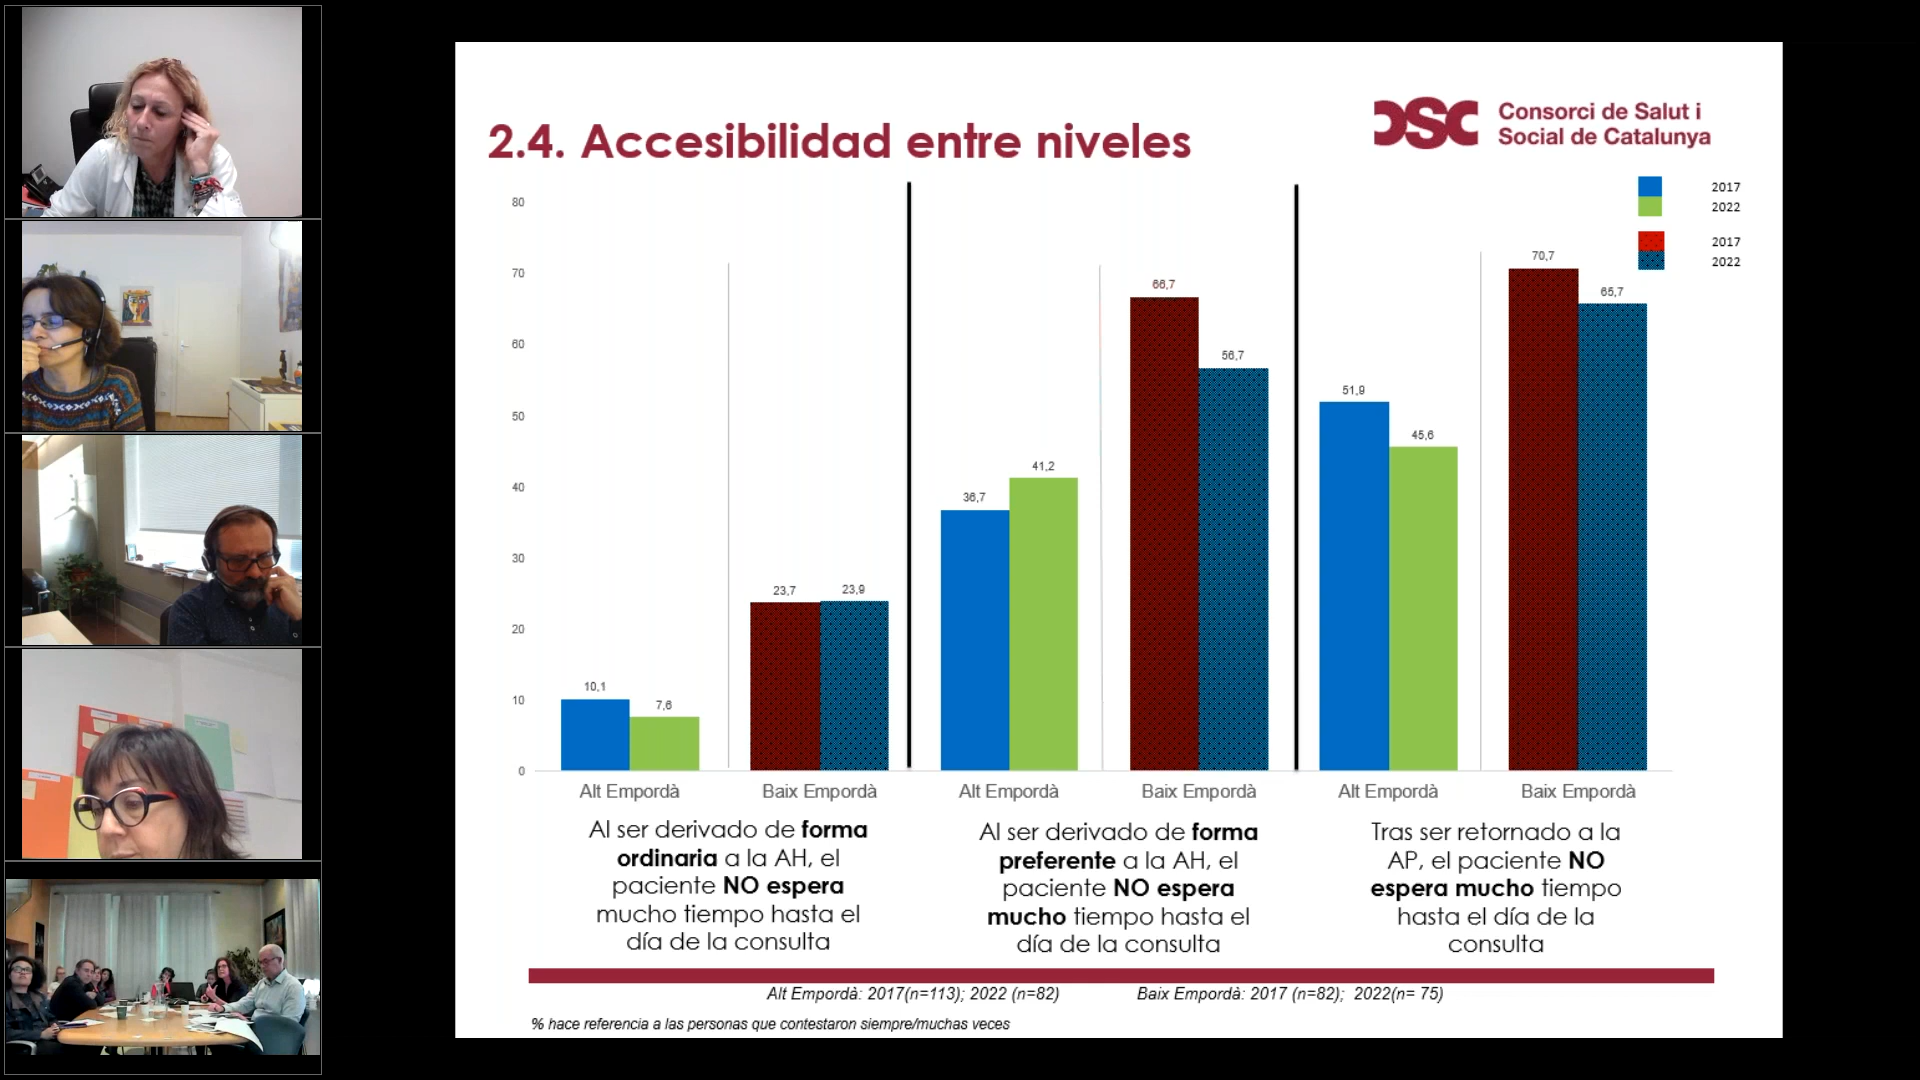 2.4. Accesibilidad entre niveles
CSC Consorci de Salut i
Social de Catalunya
2017
2022
2017
2022
80
70
60
50
40
30
20
10
0
10,1
7,6
23,7
23,9
36,7
41,2
66,7
56,7
51,9
45,6
70,7
65,7
Alt Empordà
Baix Empordà
Alt Empordà
Baix Empordà
Alt Empordà
Baix Empordà
Al ser derivado de forma
ordinaria a la AH, el
paciente NO espera
mucho tiempo hasta el
día de la consulta
Al ser derivado de forma
preferente a la AH, el
paciente NO espera
mucho tiempo hasta el
día de la consulta
Tras ser retornado a la
AP, el paciente NO
espera mucho tiempo
hasta el día de la
consulta
Alt Empordà: 2017(n=113); 2022 (n=82)
Baix Empordà: 2017 (n=82); 2022(n= 75)
% hace referencia a las personas que contestaron siempre/muchas veces